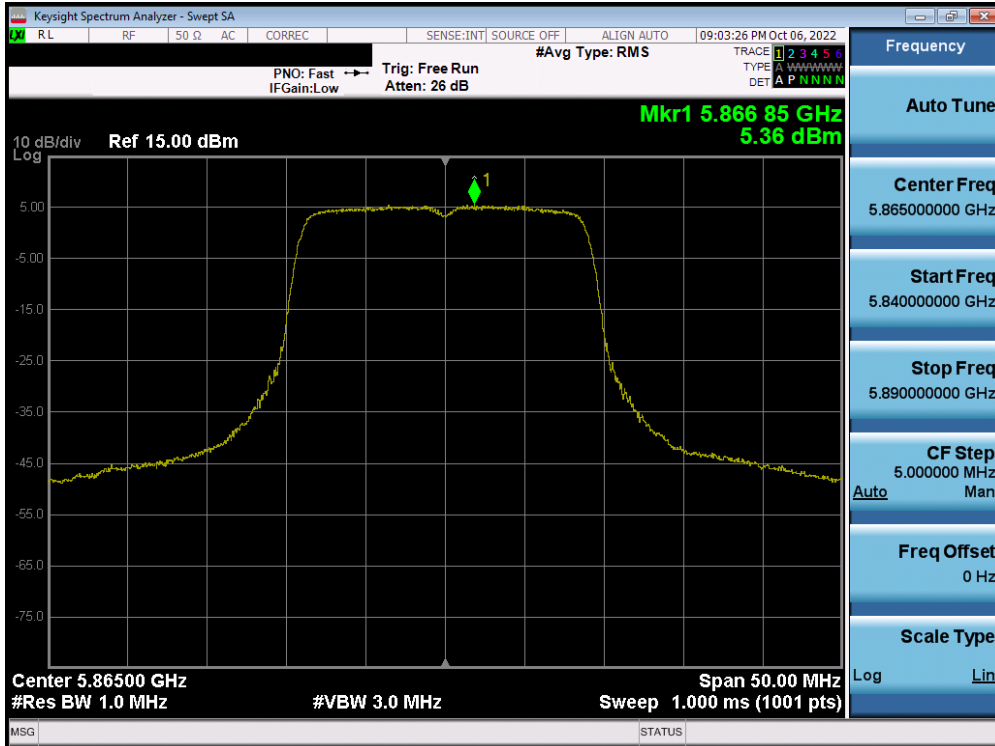 Keysight Spectrum Analyzer - Swept SA
LXI RL RF 50 Ω AC CORREC SENSE:INT SOURCE OFF ALIGN AUTO 09:03:26 PM Oct 06, 2022
#Avg Type: RMS TRACE 1 2 3 4 5 6
PNO: Fast Trig: Free Run TYPE A WWWWW
IFGain:Low Atten: 26 dB DET A P N N N N
Mkr1 5.866 85 GHz
10 dB/div Ref 15.00 dBm 5.36 dBm
Log
1
5.00
-5.00
-15.0
-25.0
-35.0
-45.0
-55.0
-65.0
-75.0
Center 5.86500 GHz Span 50.00 MHz
#Res BW 1.0 MHz #VBW 3.0 MHz Sweep 1.000 ms (1001 pts)
MSG STATUS
Frequency
Auto Tune
Center Freq
5.865000000 GHz
Start Freq
5.840000000 GHz
Stop Freq
5.890000000 GHz
CF Step
5.000000 MHz
Auto Man
Freq Offset
0 Hz
Scale Type
Log Lin